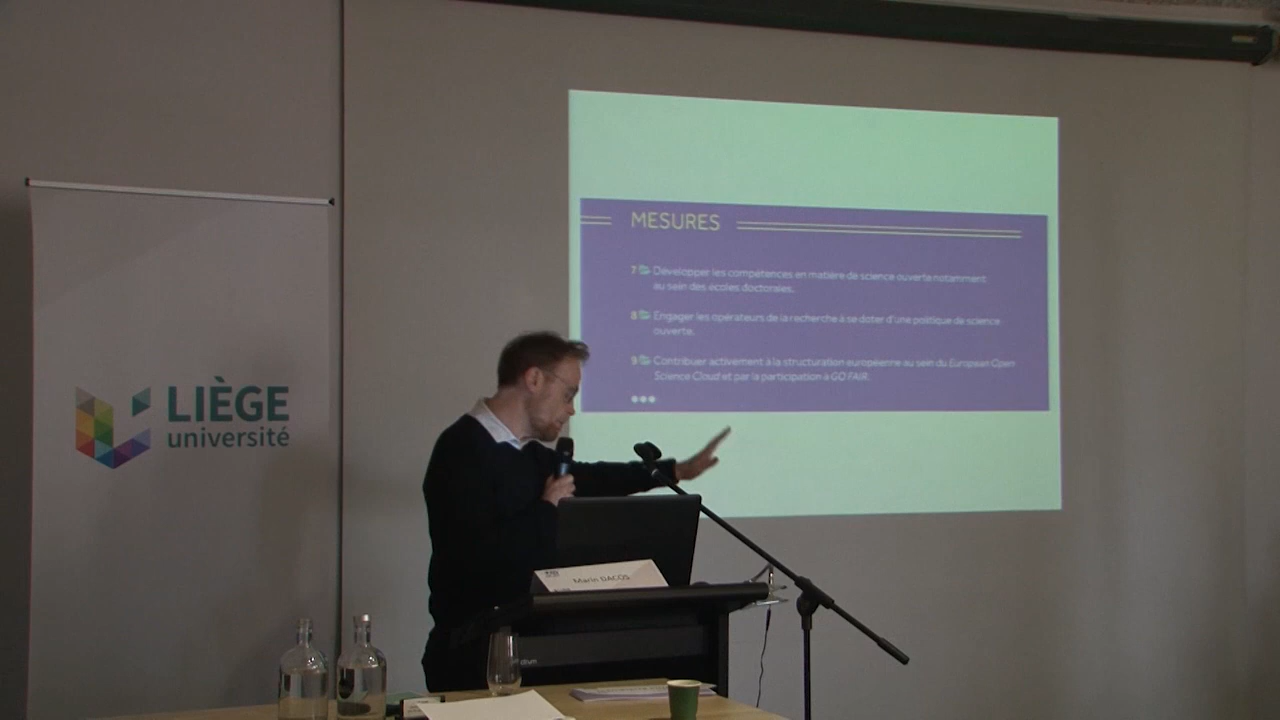 LIÈGE
université
MESURES
7 Développer les compétences en matière de science ouverte notamment
au sein des écoles doctorales.
8 Engager les opérateurs de la recherche à se doter d'une politique de science
ouverte.
9 Contribuer activement à la structuration européenne au sein du European Open
Science Cloud et par la participation à GO FAIR.
Marin DACOS